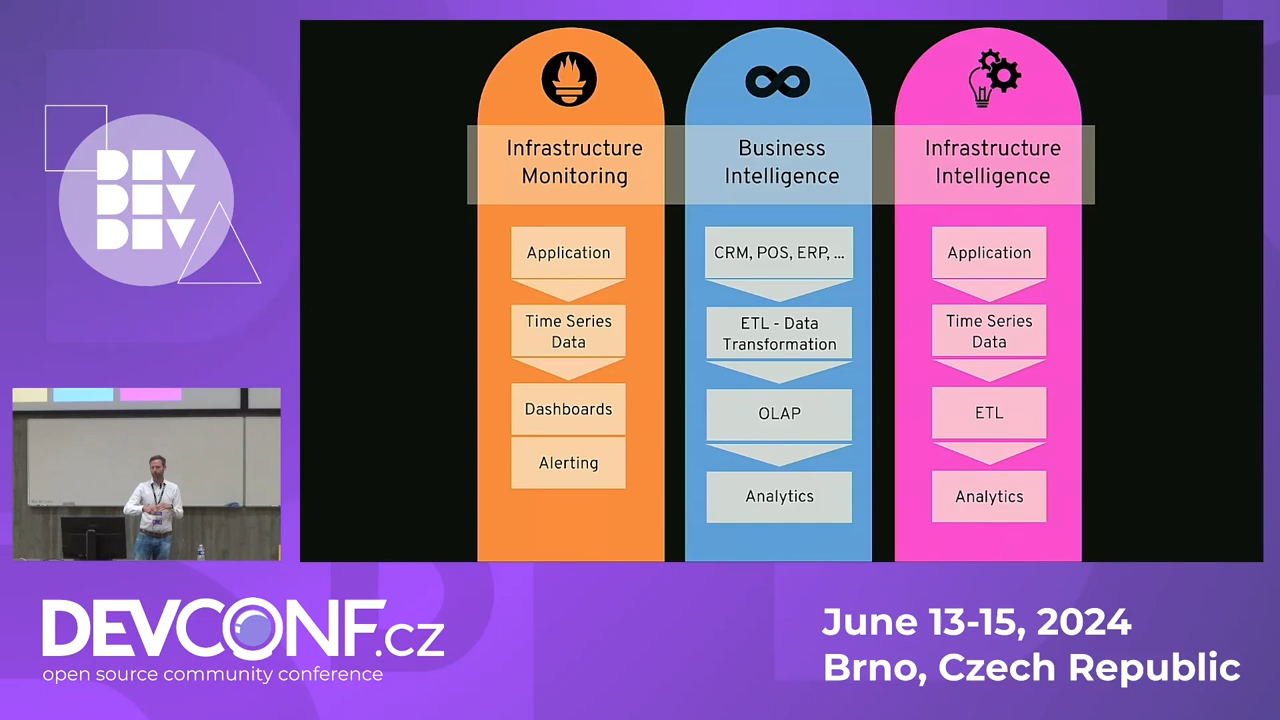 DEV
DEV
DEV
Infrastructure
Monitoring
Application
Time Series
Data
Dashboards
Alerting
Business
Intelligence
CRM, POS, ERP, ...
ETL - Data
Transformation
OLAP
Analytics
Infrastructure
Intelligence
Application
Time Series
Data
ETL
Analytics
DEVCONF.cz
open source community conference
June 13-15, 2024
Brno, Czech Republic